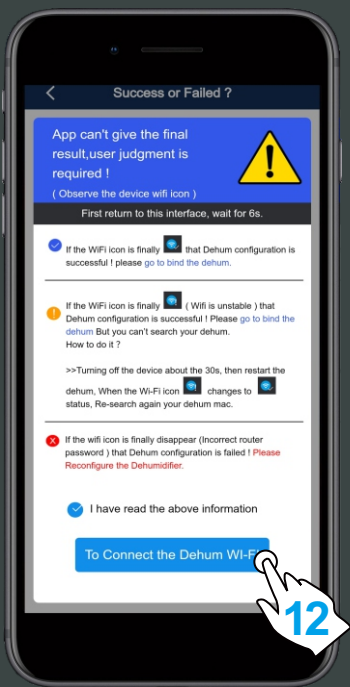 Success or Failed ?
App can't give the final
result,user judgment is
required !
( Observe the device wifi icon )
First return to this interface, wait for 6s.
If the WiFi icon is finally that Dehum configuration is
successful ! please go to bind the dehum.
If the WiFi icon is finally ( Wifi is unstable ) that
Dehum configuration is successful ! Please go to bind the
dehum But you can't search your dehum.
How to do it ?
>>Turning off the device about the 30s, then restart the
dehum, When the Wi-Fi icon changes to
status, Re-search again your dehum mac.
If the wifi icon is finally disappear (Incorrect router
password ) that Dehum configuration is failed ! Please
Reconfigure the Dehumidifier.
I have read the above information
To Connect the Dehum WI-F
12